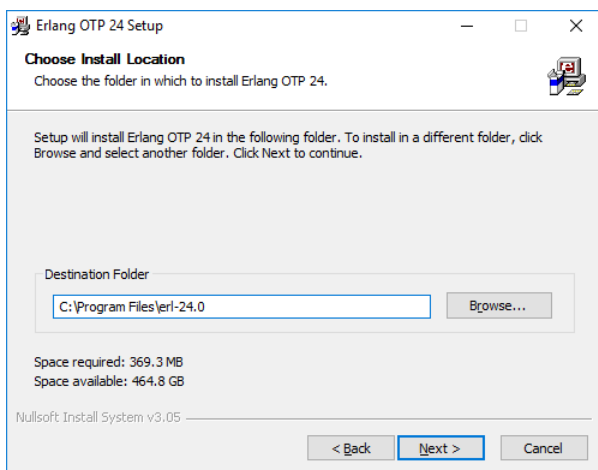 Erlang OTP 24 Setup
Choose Install Location
Choose the folder in which to install Erlang OTP 24.
Setup will install Erlang OTP 24 in the following folder. To install in a different folder, click
Browse and select another folder. Click Next to continue.
Destination Folder
C:\Program Files\erl-24.0
Browse...
Space required: 369.3 MB
Space available: 464.8 GB
Nullsoft Install System v3.05
< Back
Next >
Cancel